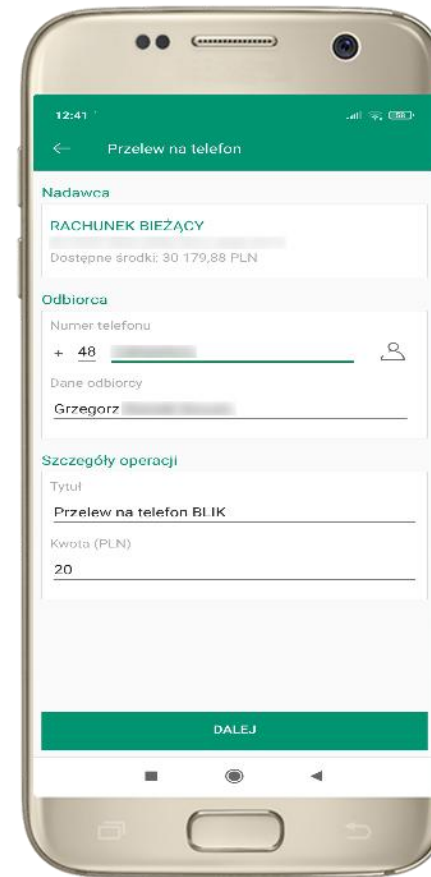 12:41
Przelew na telefon
Nadawca
RACHUNEK BIEŻĄCY
Dostępne środki: 30 179,88 PLN
Odbiorca
Numer telefonu
+ 48
Dane odbiorcy
Grzegorz
Szczegóły operacji
Tytuł
Przelew na telefon BLIK
Kwota (PLN)
20
DALEJ